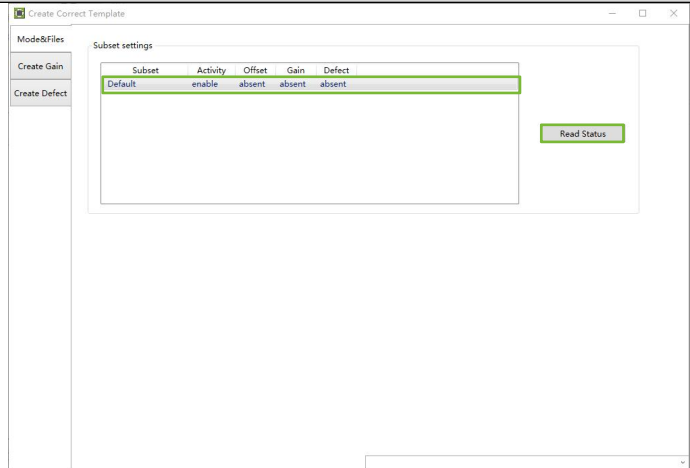 Create Correct Template
Mode&Files
Create Gain
Create Defect
Subset settings
Subset Activity Offset Gain Defect
Default enable absent absent absent
Read Status